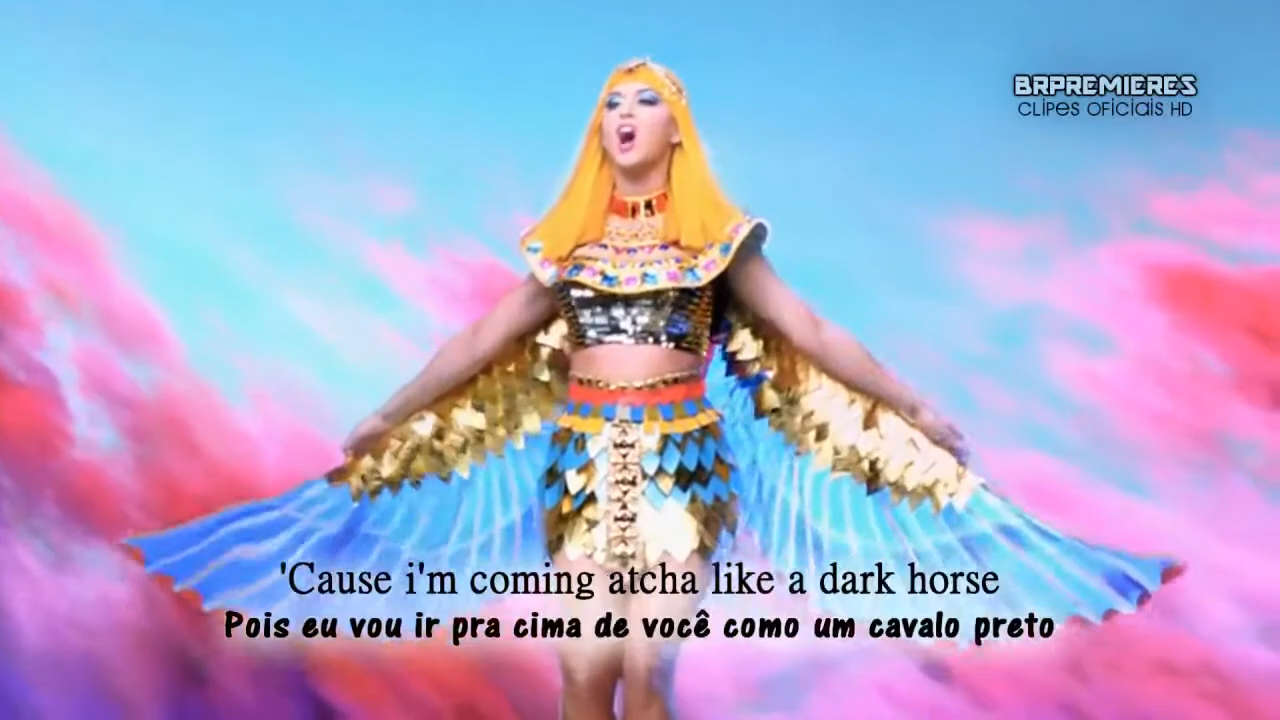 BRPREMIERES
CLIPES OFICIAIS HD
'Cause i'm coming atcha like a dark horse
Pois eu vou ir pra cima de você como um cavalo preto